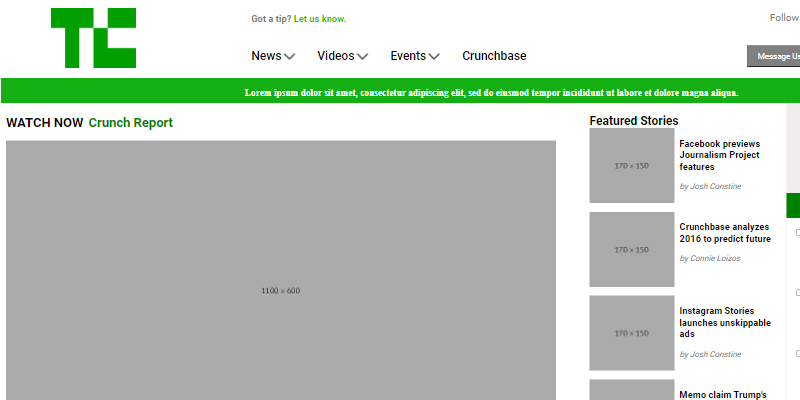 TC
Got a tip? Let us know.
Follow
News Videos Events Crunchbase
Message Us
Lorem ipsum dolor sit amet, consectetur adipiscing elit, sed do eiusmod tempor incididunt ut labore et dolore magna aliqua.
WATCH NOW Crunch Report
1100 x 600
Featured Stories
170 x 150
Facebook previews
Journalism Project
features
by Josh Constine
170 x 150
Crunchbase analyzes
2016 to predict future
by Connie Loizos
170 x 150
Instagram Stories
launches unskippable
ads
by Josh Constine
Memo claim Trump's